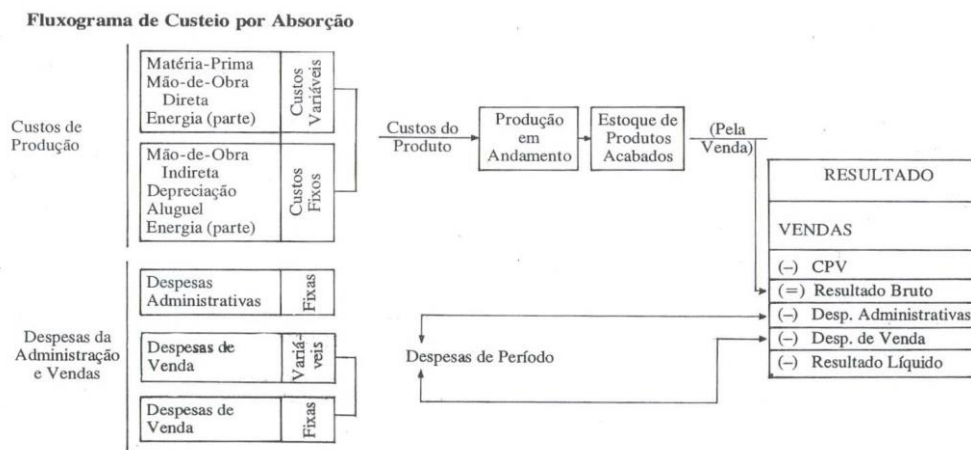 Fluxograma de Custeio por Absorção
Custos de
Produção
Matéria-Prima
Mão-de-Obra
Direta
Energia (parte)
Custos
Variáveis
Mão-de-Obra
Indireta
Depreciação
Aluguel
Energia (parte)
Custos
Fixos
Custos do
Produto
Produção
em
Andamento
Estoque de
Produtos
Acabados
(Pela
Venda)
RESULTADO
VENDAS
(–) CPV
(=) Resultado Bruto
(–) Desp. Administrativas
(–) Desp. de Venda
(–) Resultado Líquido
Despesas da
Administração
e Vendas
Despesas
Administrativas
Fixas
Despesas de
Venda
Variá-
veis
Despesas de
Venda
Fixas
Despesas de Período